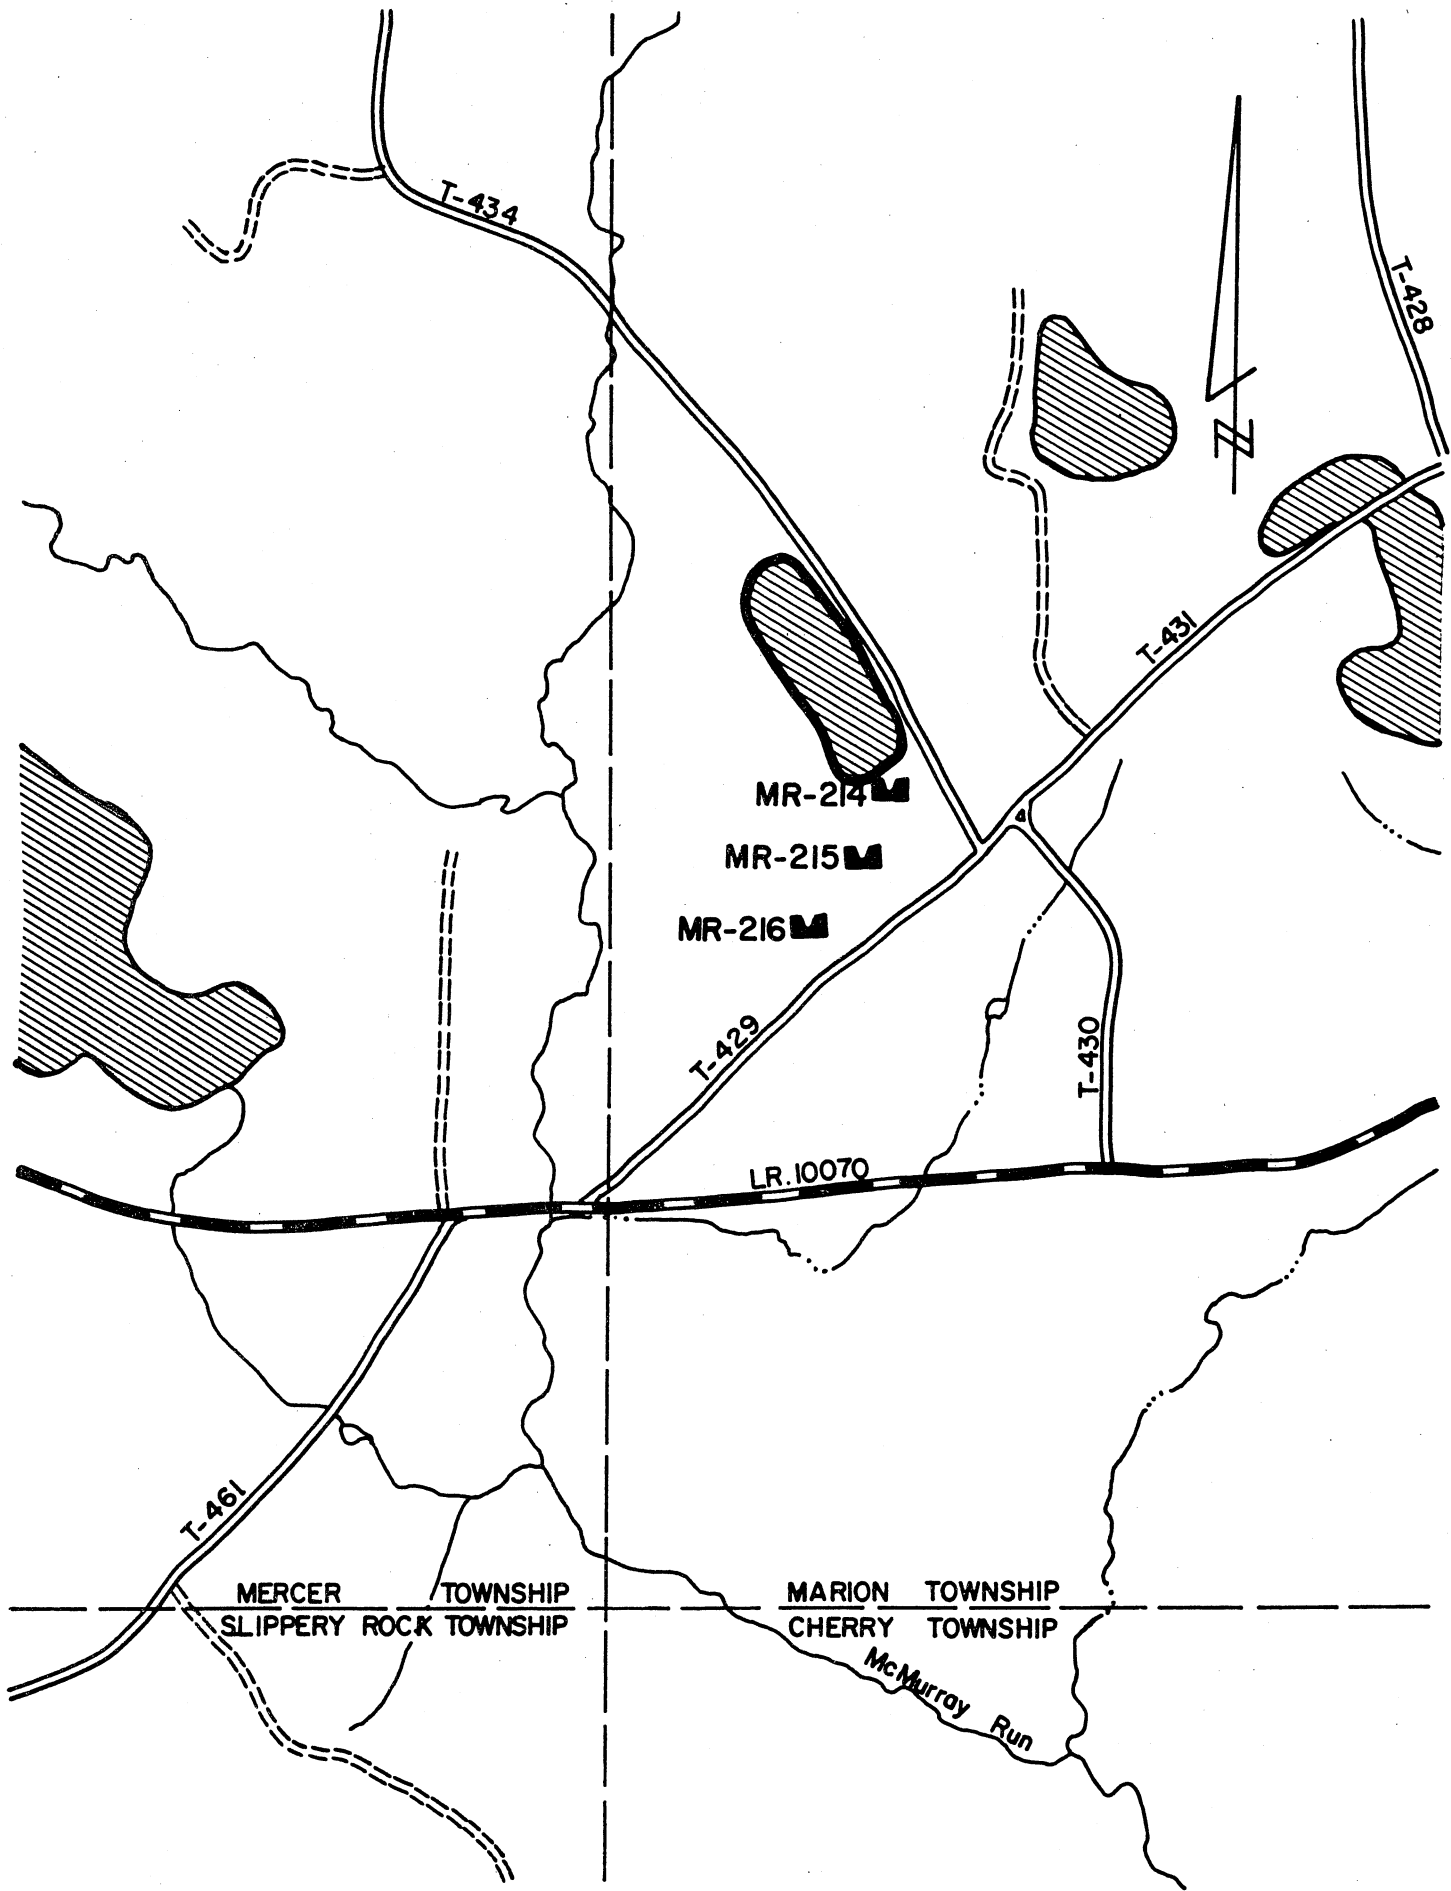 T-434
T-428
N
T-431
MR-214
MR-215
MR-216
T-429
T-430
LR.10070
T-461
MERCER TOWNSHIP
MARION TOWNSHIP
SLIPPERY ROCK TOWNSHIP
CHERRY TOWNSHIP
McMurray Run